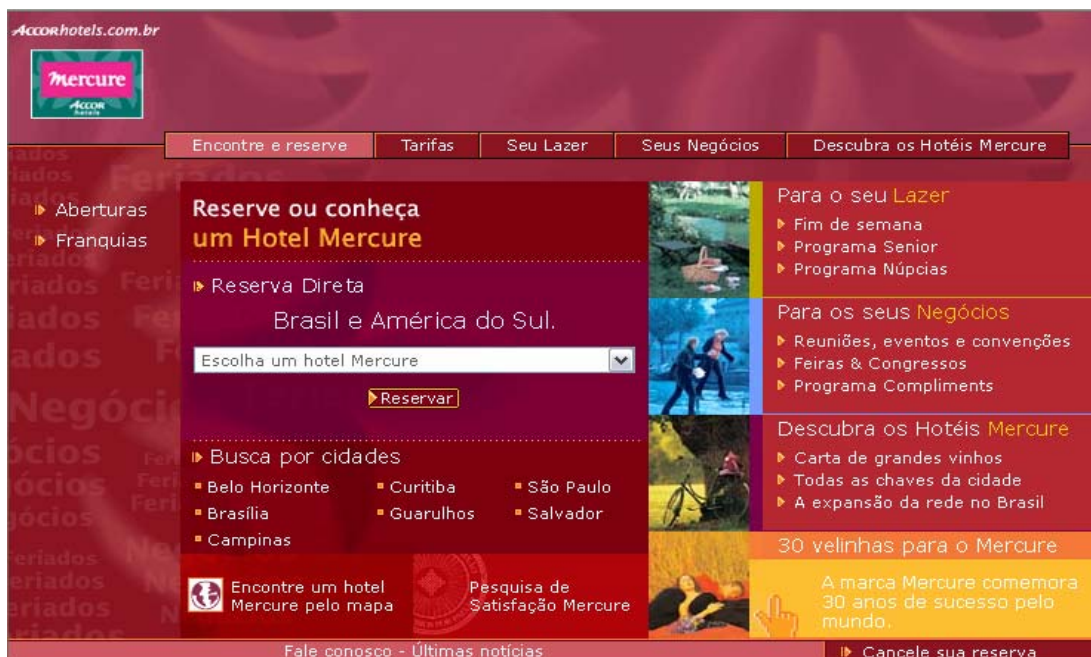 Accorhotels.com.br
Mercure
Accor
hotels
Encontre e reserve
Tarifas
Seu Lazer
Seus Negócios
Descubra os Hotéis Mercure
Aberturas
Franquias
Reserve ou conheça
um Hotel Mercure
Reserva Direta
Brasil e América do Sul.
Escolha um hotel Mercure
Reservar
Busca por cidades
Belo Horizonte
Curitiba
São Paulo
Brasília
Guarulhos
Salvador
Campinas
Encontre um hotel
Mercure pelo mapa
Pesquisa de
Satisfação Mercure
Para o seu Lazer
Fim de semana
Programa Senior
Programa Núpcias
Para os seus Negócios
Reuniões, eventos e convenções
Feiras & Congressos
Programa Compliments
Descubra os Hotéis Mercure
Carta de grandes vinhos
Todas as chaves da cidade
A expansão da rede no Brasil
30 velinhas para o Mercure
A marca Mercure comemora
30 anos de sucesso pelo
mundo.
Fale conosco - Últimas notícias
Cancele sua reserva